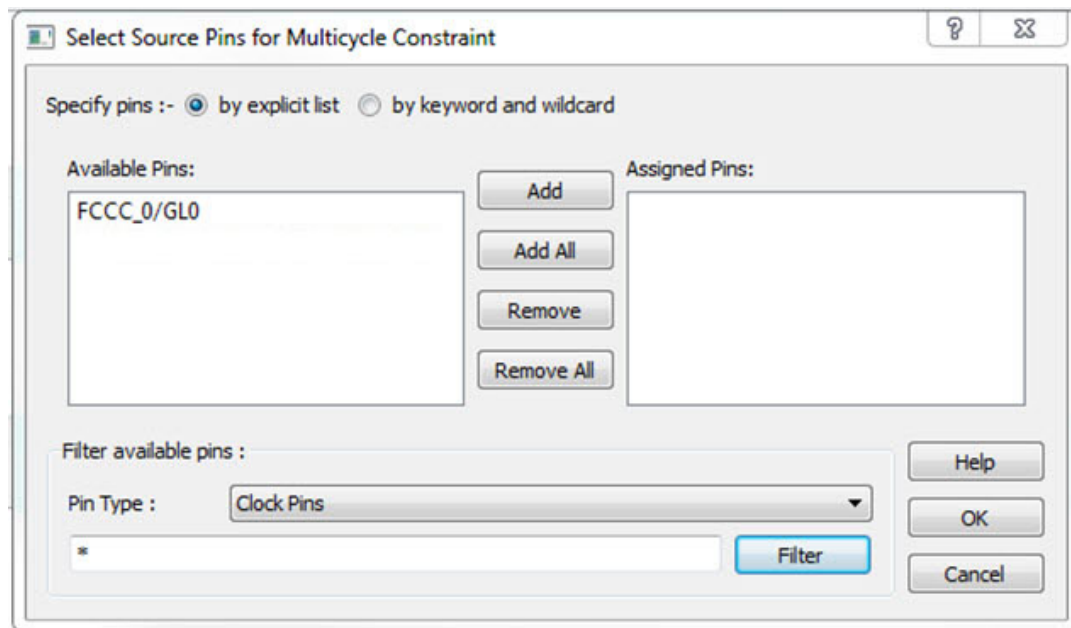 Select Source Pins for Multicycle Constraint
Specify pins :- by explicit list by keyword and wildcard
Available Pins:
FCCC_0/GL0
Add
Add All
Remove
Remove All
Assigned Pins:
Filter available pins :
Pin Type :
Clock Pins
*
Filter
Help
OK
Cancel